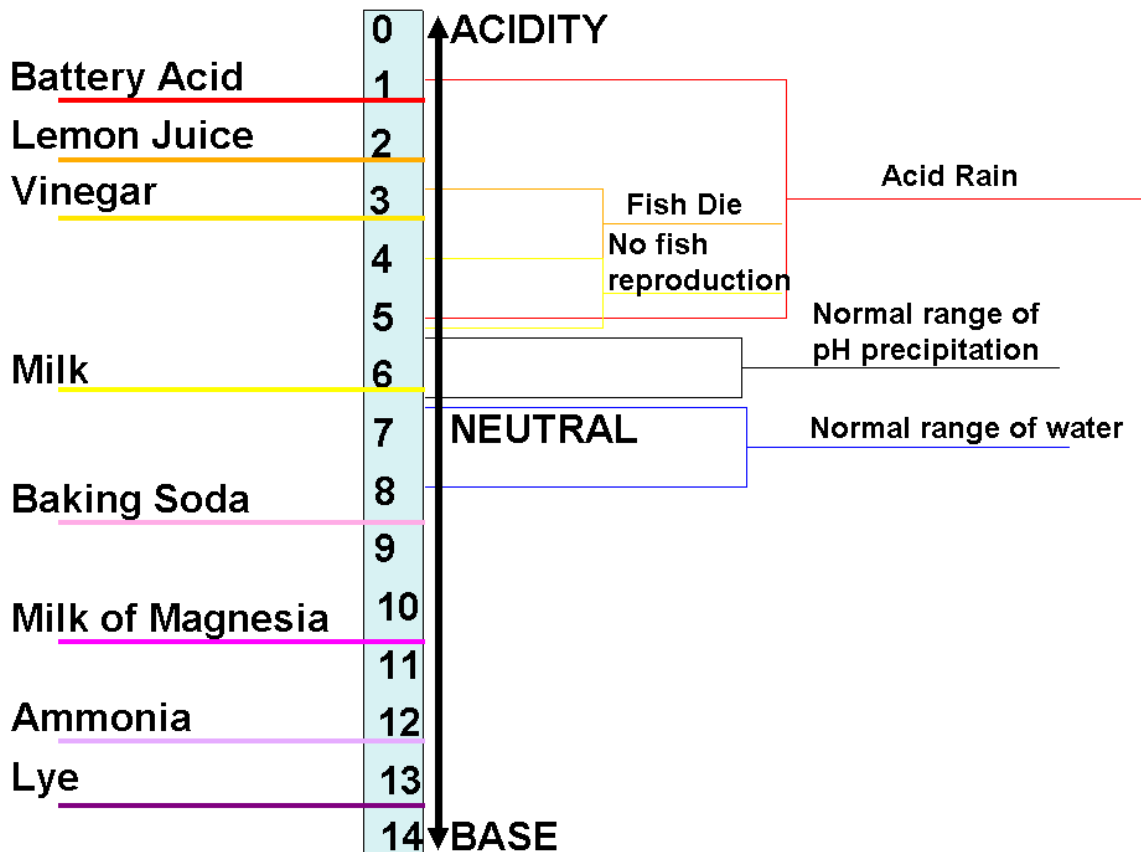 0 ACIDITY
Battery Acid 1
Lemon Juice 2
Vinegar 3
Acid Rain
Fish Die
No fish
reproduction
4
5
Normal range of
pH precipitation
Milk 6
7 NEUTRAL
Normal range of water
8
Baking Soda
9
10
Milk of Magnesia
11
Ammonia 12
Lye 13
14 BASE